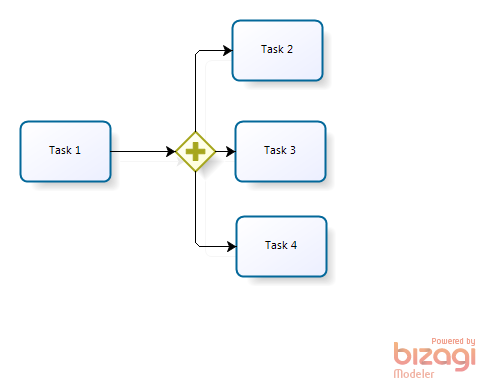 Task 2
Task 1
Task 3
Task 4
Powered by
bizagi
Modeler